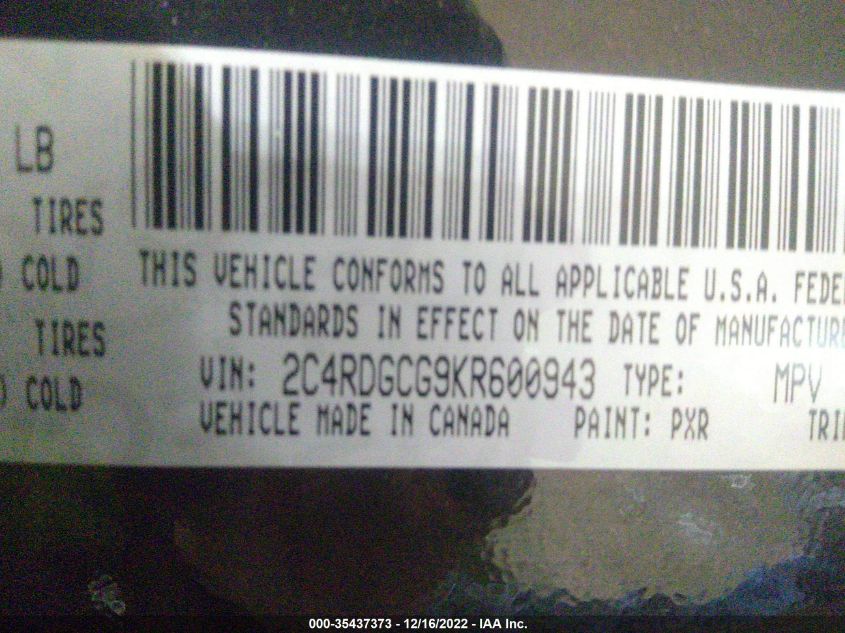 LB
TIRES
COLD
TIRES
COLD
THIS VEHICLE CONFORMS TO ALL APPLICABLE U.S.A.
STANDARDS IN EFFECT ON THE DATE OF
VIN: 2C4RDGCG9KR600943 TYPE: MPV
VEHICLE MADE IN CANADA PAINT: PXR
000-35437373 - 12/16/2022 - IAA Inc.